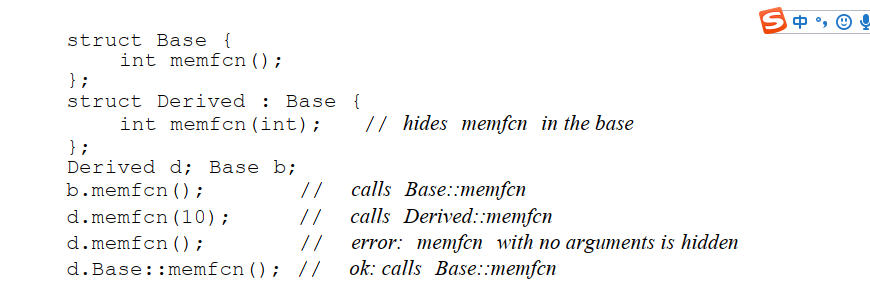 中
struct Base {
    int memfcn();
};
struct Derived : Base {
    int memfcn(int);    // hides memfcn in the base
};
Derived d; Base b;
b.memfcn();        //   calls Base::memfcn
d.memfcn(10);      //   calls Derived::memfcn
d.memfcn();        //   error: memfcn with no arguments is hidden
d.Base::memfcn(); //   ok: calls Base::memfcn